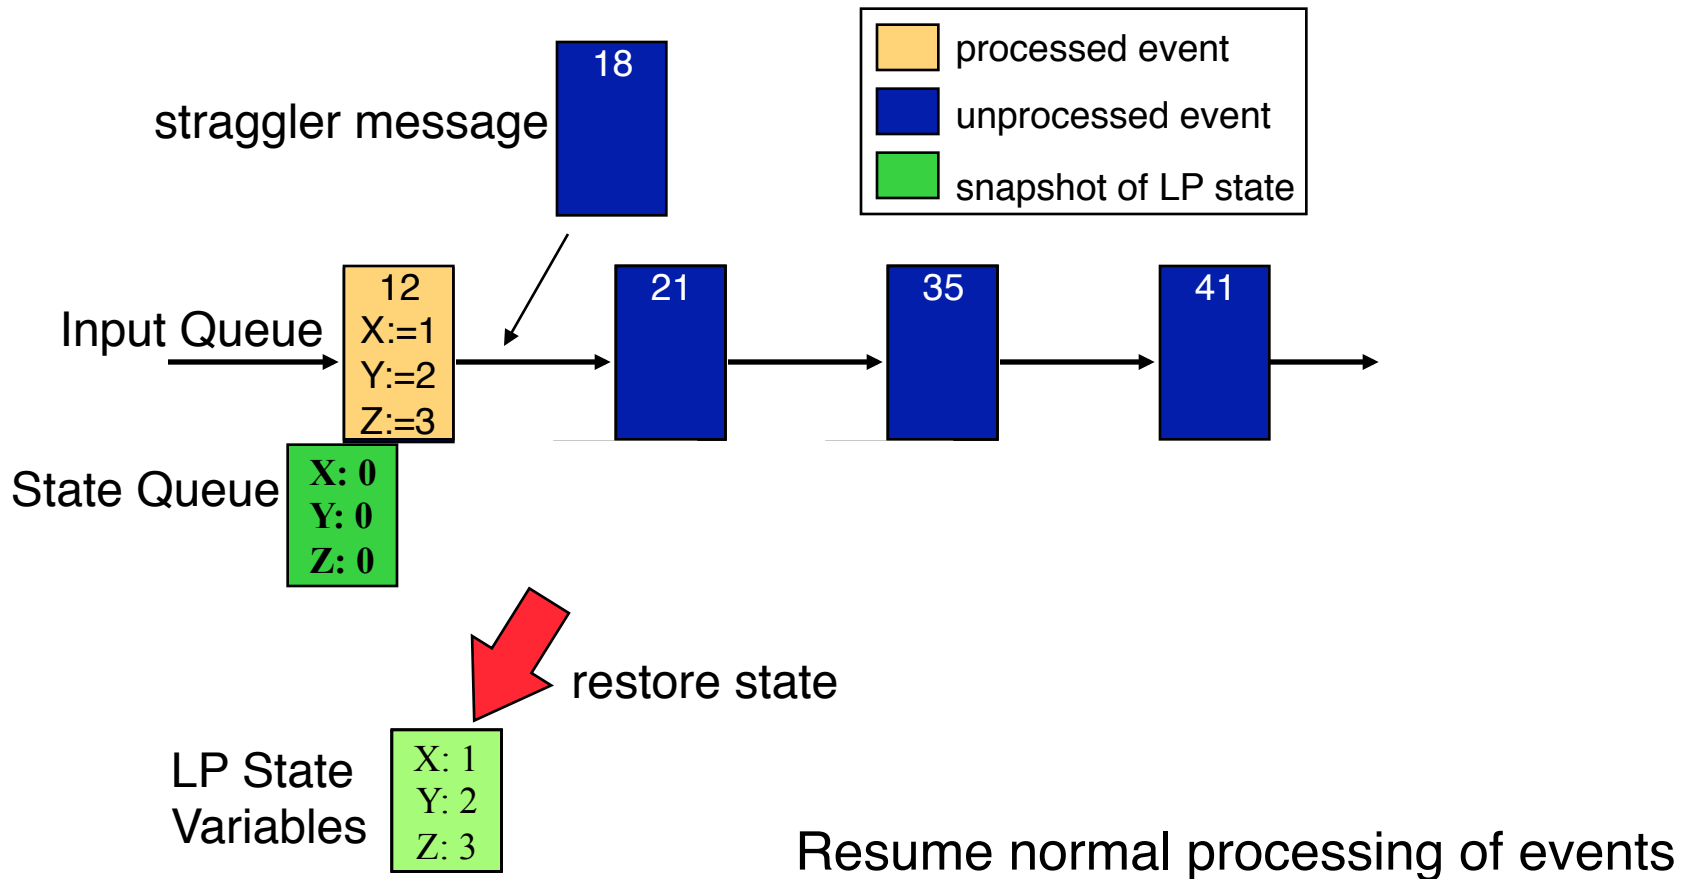 18
straggler message
processed event
unprocessed event
snapshot of LP state
Input Queue
12
X:=1
Y:=2
Z:=3
21
35
41
State Queue
X: 0
Y: 0
Z: 0
restore state
LP State
Variables
X: 1
Y: 2
Z: 3
Resume normal processing of events